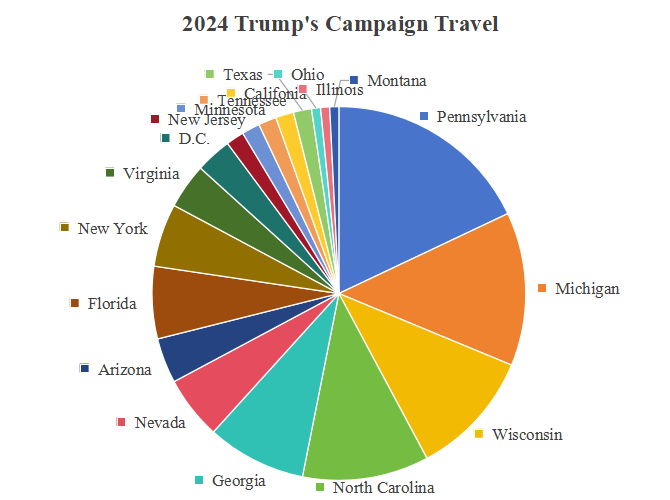 2024 Trump's Campaign Travel
Texas
Ohio
Montana
Califonia
Illinois
Tennessee
Minnesota
New Jersey
Pennsylvania
D.C.
Virginia
New York
Michigan
Florida
Arizona
Nevada
Wisconsin
Georgia
North Carolina